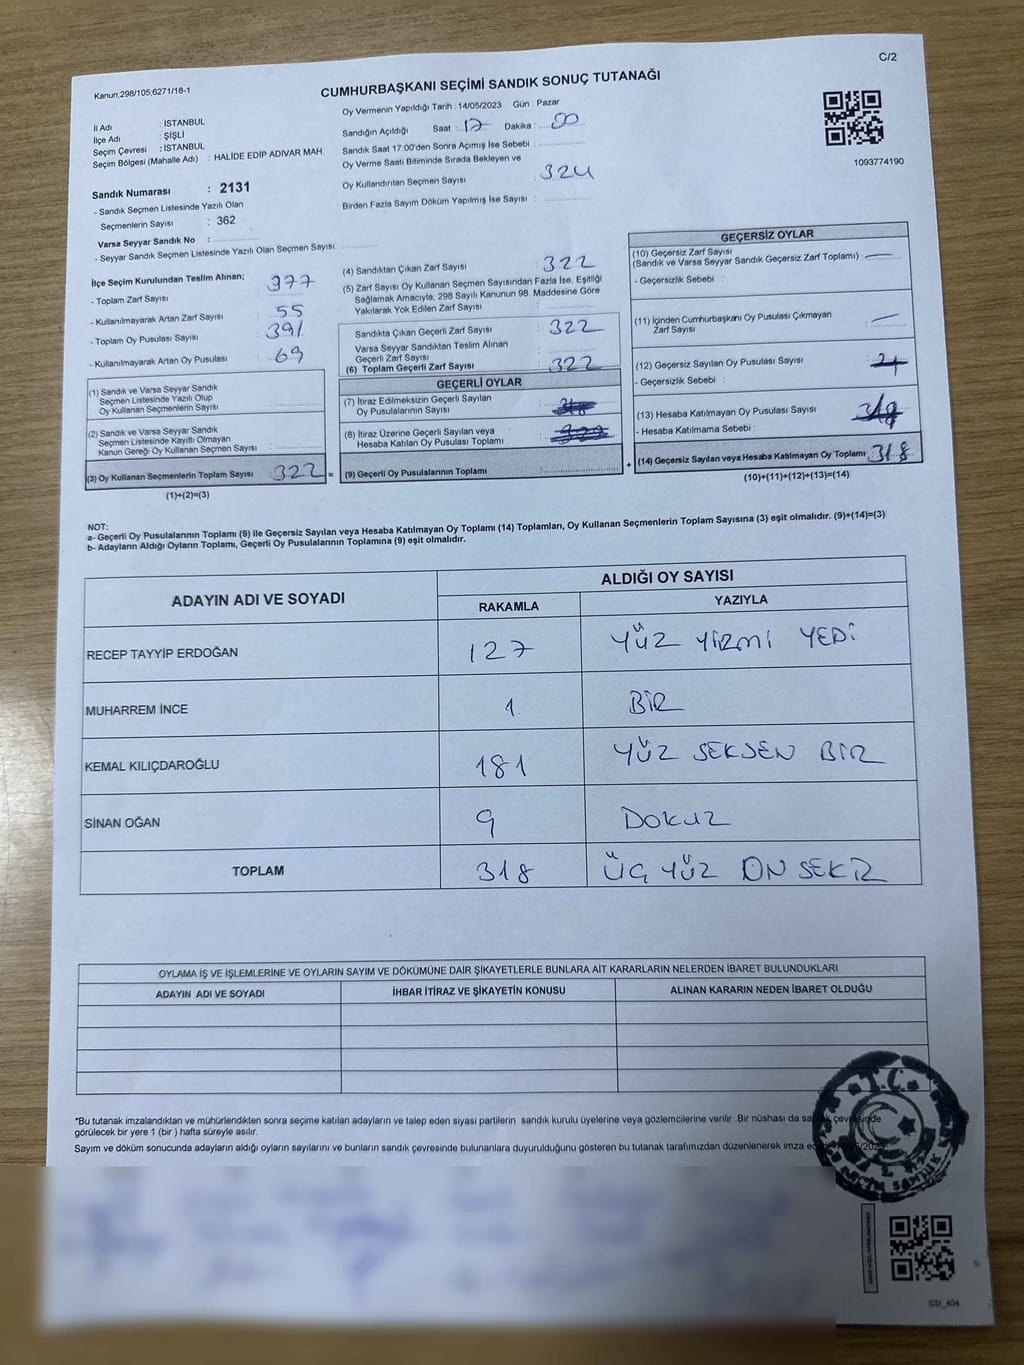 C/2
Kanun,298/105;6271/18-1
CUMHURBAŞKANI SEÇİMİ SANDIK SONUÇ TUTANAĞI
İl Adı : İSTANBUL
İlçe Adı : ŞİŞLİ
Seçim Çevresi : İSTANBUL
Seçim Bölgesi (Mahalle Adı) : HALİDE EDİP ADIVAR MAH.
Oy Vermenin Yapıldığı Tarih :14/05/2023 Gün : Pazar
Sandığın Açıldığı Saat : 17 Dakika : 00
Sandık Saat 17:00'den Sonra Açımış İse Sebebi :
Oy Verme Saati Bitiminde Sırada Bekleyen ve
Oy Kullandırılan Seçmen Sayısı : 324
Birden Fazla Sayım Döküm Yapılmış İse Sayısı :
1093774190
Sandık Numarası : 2131
- Sandık Seçmen Listesinde Yazılı Olan
Seçmenlerin Sayısı : 362
Varsa Seyyar Sandık No :
- Seyyar Sandık Seçmen Listesinde Yazılı Olan Seçmen Sayısı:
İlçe Seçim Kurulundan Teslim Alınan;
- Toplam Zarf Sayısı : 377
- Kullanılmayarak Artan Zarf Sayısı : 55
- Toplam Oy Pusulası Sayısı : 391
- Kullanılmayarak Artan Oy Pusulası : 69
(1) Sandık ve Varsa Seyyar Sandık
Seçmen Listesinde Yazılı Olup
Oy Kullanan Seçmenlerin Sayısı :
(2) Sandık ve Varsa Seyyar Sandık
Seçmen Listesinde Kayıtlı Olmayan
Kanun Gereği Oy Kullanan Seçmen Sayısı :
(3) Oy Kullanan Seçmenlerin Toplam Sayısı : 322 =
(1)+(2)=(3)
(4) Sandıktan Çıkan Zarf Sayısı : 322
(5) Zarf Sayısı Oy Kullanan Seçmen Sayısından Fazla İse, Eşitliği
Sağlamak Amacıyla, 298 Sayılı Kanunun 98. Maddesine Göre
Yakılarak Yok Edilen Zarf Sayısı :
Sandıkta Çıkan Geçerli Zarf Sayısı : 322
Varsa Seyyar Sandıktan Teslim Alınan
Geçerli Zarf Sayısı :
(6) Toplam Geçerli Zarf Sayısı : 322
GEÇERLİ OYLAR
(7) İtiraz Edilmeksizin Geçerli Sayılan
Oy Pusulalarının Sayısı :
(8) İtiraz Üzerine Geçerli Sayılan veya
Hesaba Katılan Oy Pusulası Toplamı :
(9) Geçerli Oy Pusulalarının Toplamı : +
GEÇERSİZ OYLAR
(10) Geçersiz Zarf Sayısı
(Sandık ve Varsa Seyyar Sandık Geçersiz Zarf Toplamı) : —
- Geçersizlik Sebebi :
(11) İçinden Cumhurbaşkanı Oy Pusulası Çıkmayan
Zarf Sayısı : —
(12) Geçersiz Sayılan Oy Pusulası Sayısı :
- Geçersizlik Sebebi :
(13) Hesaba Katılmayan Oy Pusulası Sayısı :
- Hesaba Katılmama Sebebi :
(14) Geçersiz Sayılan veya Hesaba Katılmayan Oy Toplamı : 318
(10)+(11)+(12)+(13)=(14)
NOT:
a- Geçerli Oy Pusulalarının Toplamı (9) ile Geçersiz Sayılan veya Hesaba Katılmayan Oy Toplamı (14) Toplamları, Oy Kullanan Seçmenlerin Toplam Sayısına (3) eşit olmalıdır. (9)+(14)=(3)
b- Adayların Aldığı Oyların Toplamı, Geçerli Oy Pusulalarının Toplamına (9) eşit olmalıdır.
ADAYIN ADI VE SOYADI
ALDIĞI OY SAYISI
RAKAMLA YAZIYLA
RECEP TAYYİP ERDOĞAN 127 YÜZ YİRMİ YEDİ
MUHARREM İNCE 1 BİR
KEMAL KILIÇDAROĞLU 181 YÜZ SEKSEN BİR
SİNAN OĞAN 9 DOKUZ
TOPLAM 318 ÜÇ YÜZ ON SEKİZ
OYLAMA İŞ VE İŞLEMLERİNE VE OYLARIN SAYIM VE DÖKÜMÜNE DAİR ŞİKAYETLERLE BUNLARA AİT KARARLARIN NELERDEN İBARET BULUNDUKLARI
ADAYIN ADI VE SOYADI İHBAR İTİRAZ VE ŞİKAYETİN KONUSU ALINAN KARARIN NEDEN İBARET OLDUĞU
*Bu tutanak imzalandıktan ve mühürlendikten sonra seçime katılan adayların ve talep eden siyasi partilerin sandık kurulu üyelerine veya gözlemcilerine verilir .Bir nüshası da sandık çevresinde
görülecek bir yere 1 (bir ) hafta süreyle asılır.
Sayım ve döküm sonucunda adayların aldığı oyların sayılarını ve bunların sandık çevresinde bulunanlara duyurulduğunu gösteren bu tutanak tarafımızdan düzenlenerek imza
T.C.